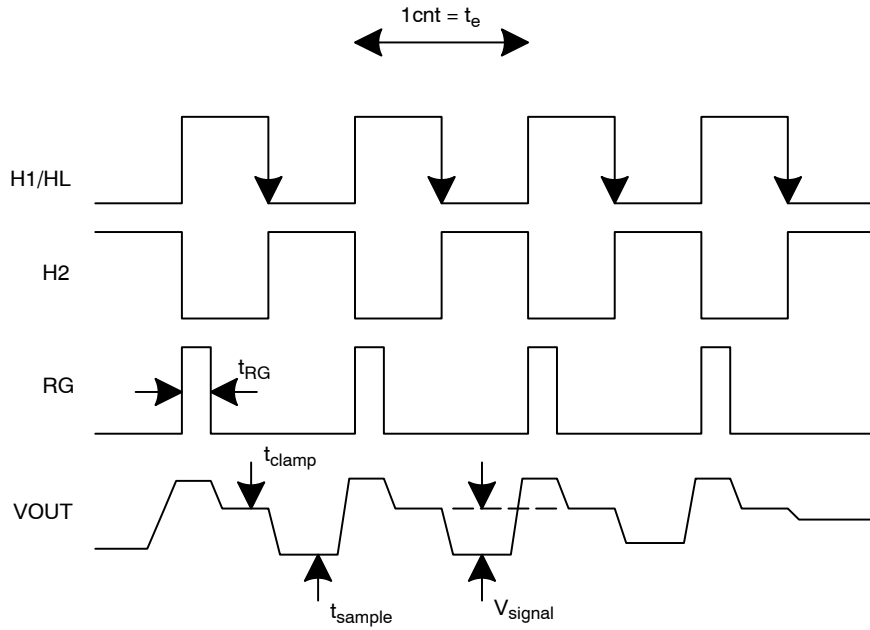 1cnt = te
H1/HL
H2
RG
tRG
tclamp
VOUT
tsample
Vsignal